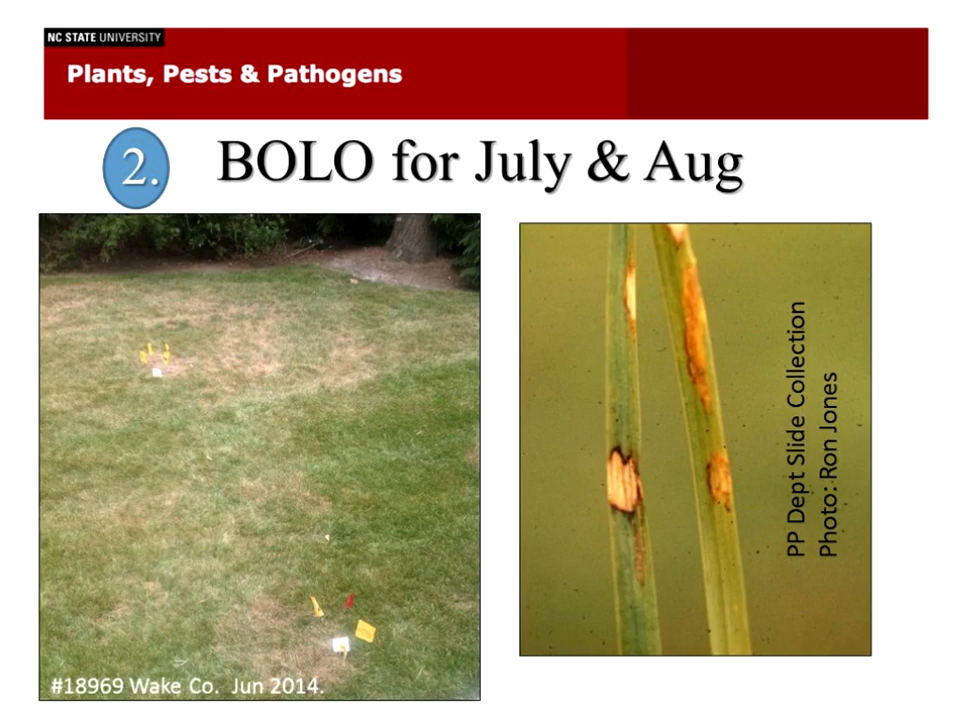 NC STATE UNIVERSITY
Plants, Pests & Pathogens
2. BOLO for July & Aug
#18969 Wake Co. Jun 2014.
PP Dept Slide Collection
Photo: Ron Jones